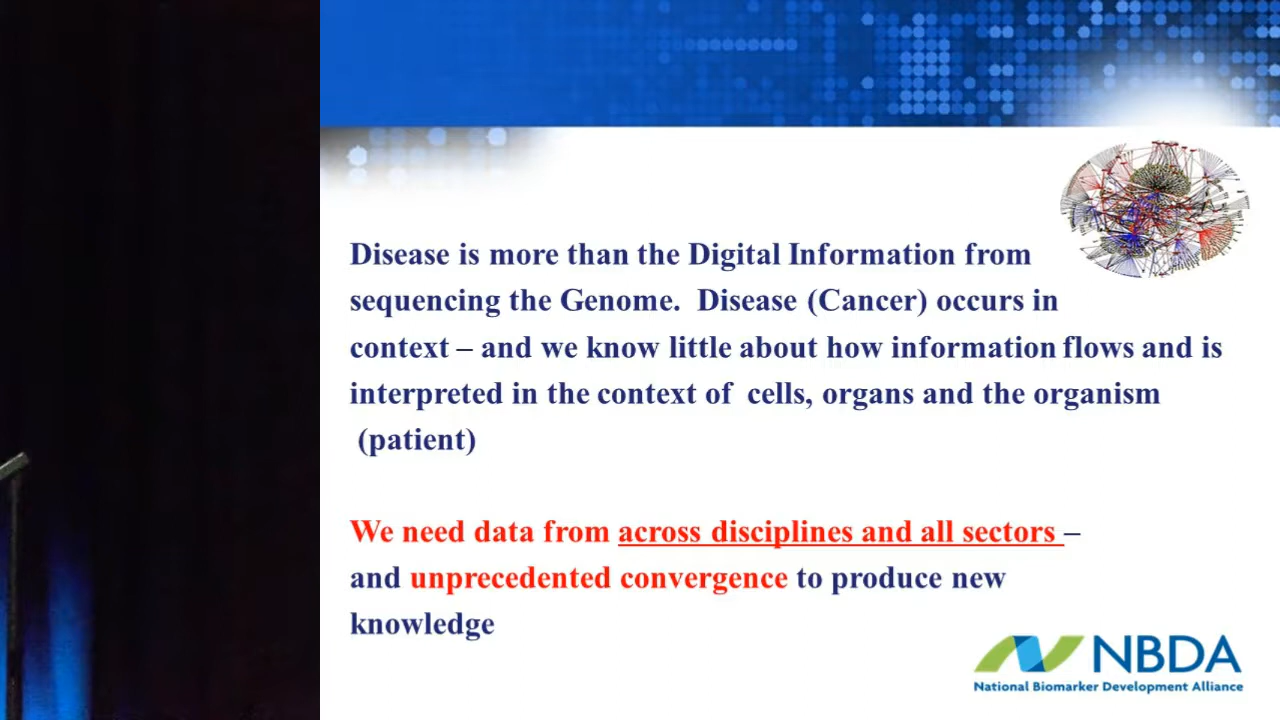 Disease is more than the Digital Information from
sequencing the Genome. Disease (Cancer) occurs in
context – and we know little about how information flows and is
interpreted in the context of cells, organs and the organism
(patient)
We need data from across disciplines and all sectors –
and unprecedented convergence to produce new
knowledge
NBDA
National Biomarker Development Alliance